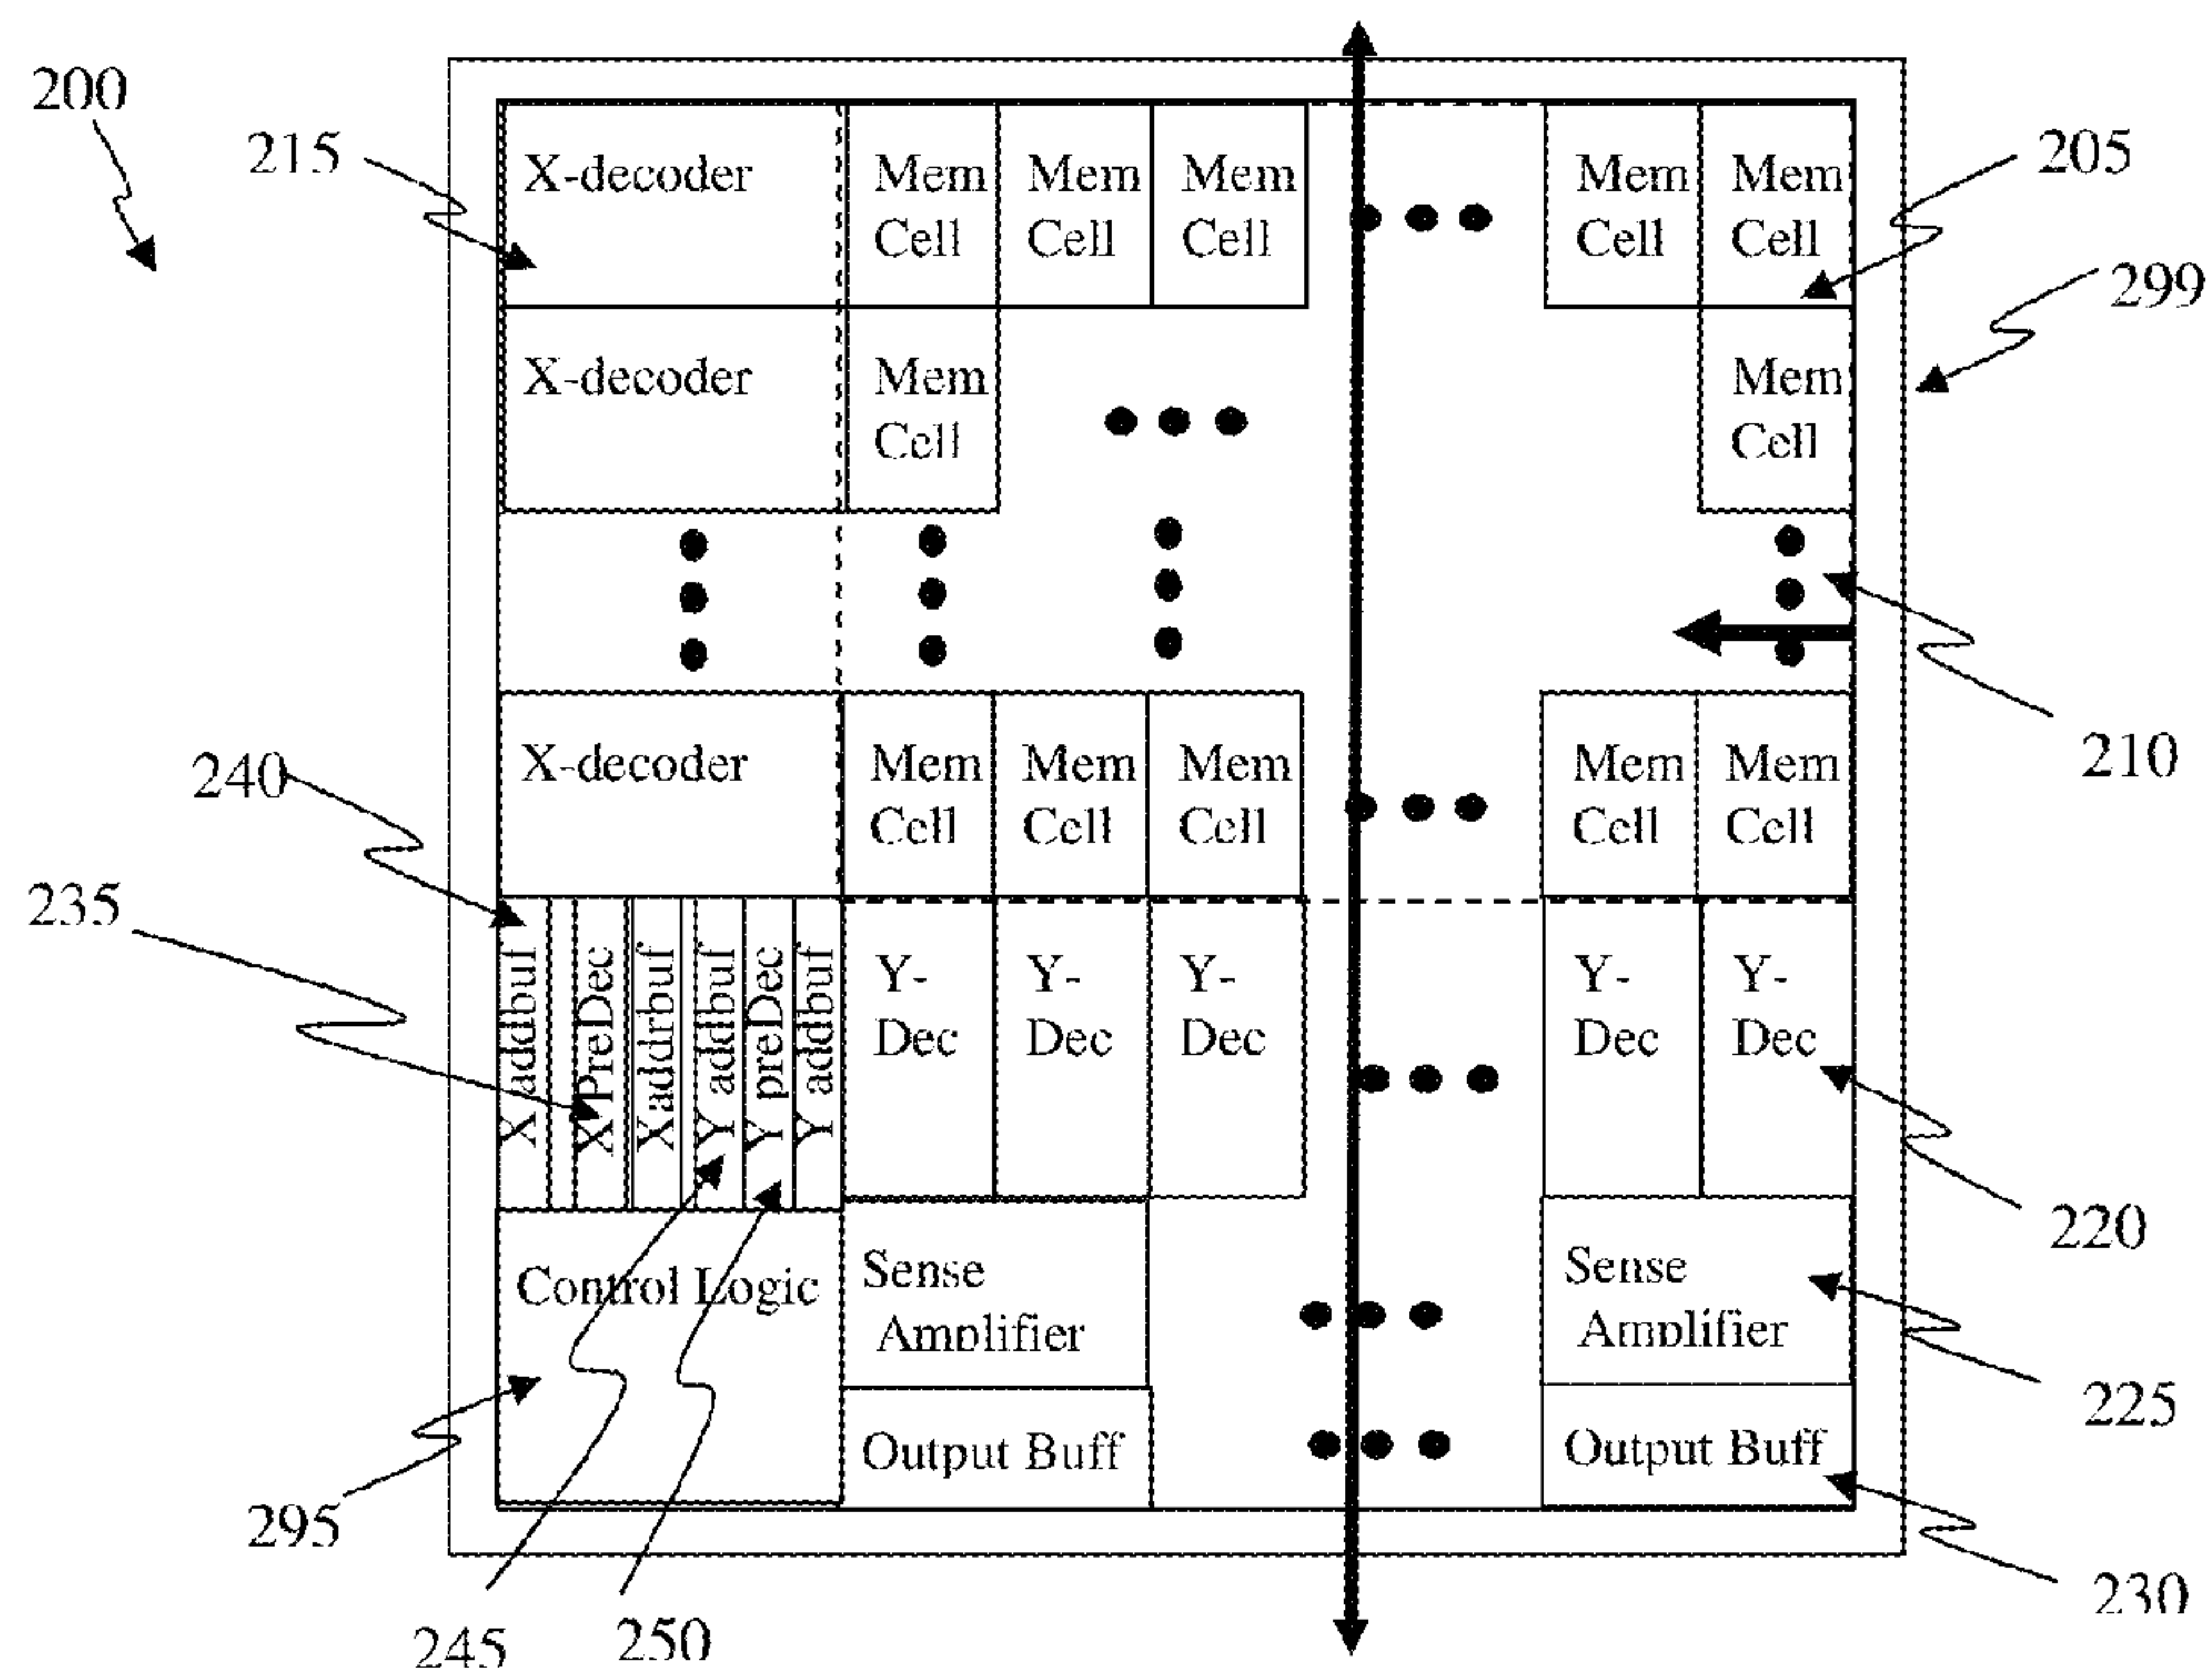 200
215
X-decoder
Mem Cell
Mem Cell
Mem Cell
Mem Cell
Mem Cell
205
299
X-decoder
Mem Cell
Mem Cell
210
240
X-decoder
Mem Cell
Mem Cell
Mem Cell
Mem Cell
Mem Cell
235
X addbuf
X PreDec
Xaddrbuf
Y addbuf
Y preDec
Y addbuf
Y-Dec
Y-Dec
Y-Dec
Y-Dec
Y-Dec
220
Control Logic
Sense Amplifier
Sense Amplifier
225
Output Buff
Output Buff
295
230
245
250